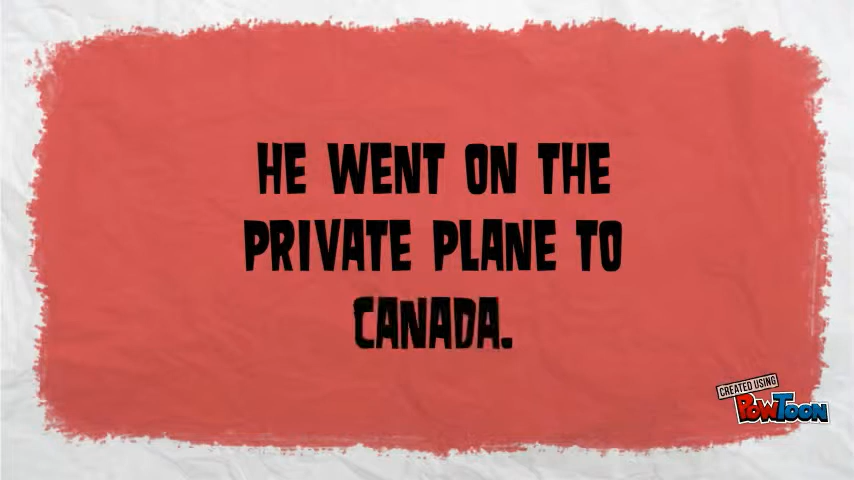 HE WENT ON THE
PRIVATE PLANE TO
CANADA.
CREATED USING
POWTOON